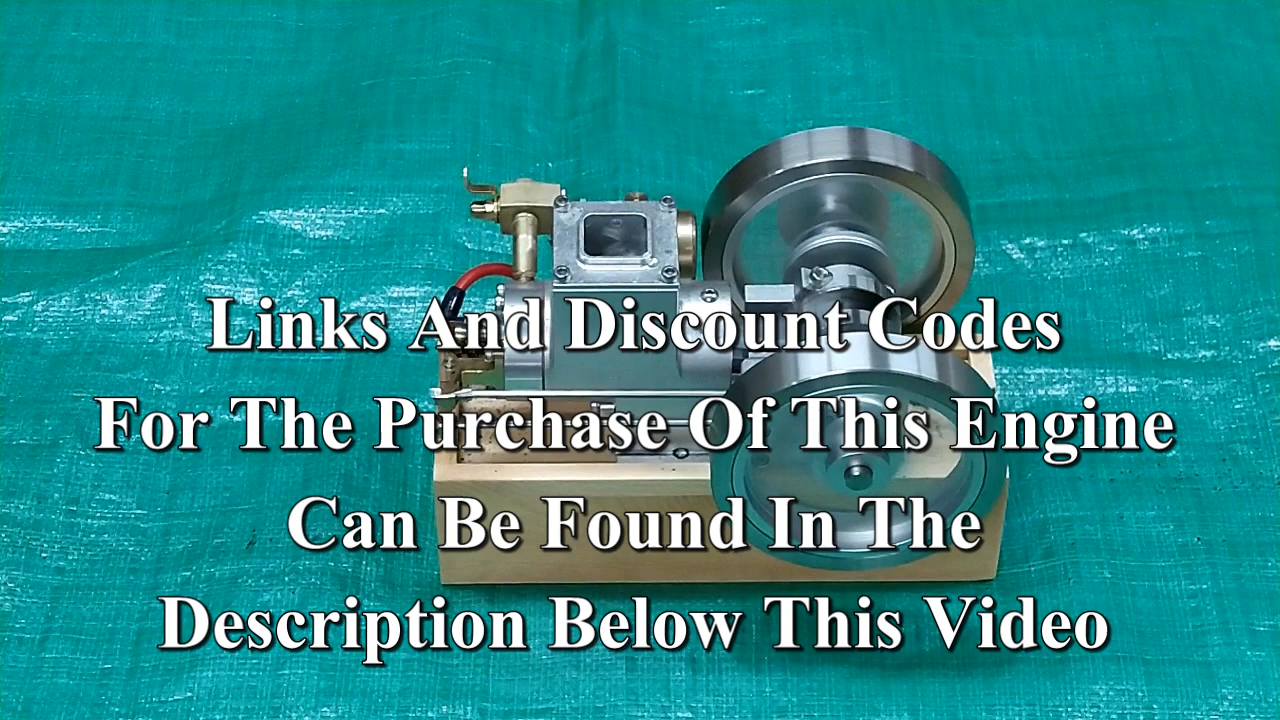 Links And Discount Codes
For The Purchase Of This Engine
Can Be Found In The
Description Below This Video